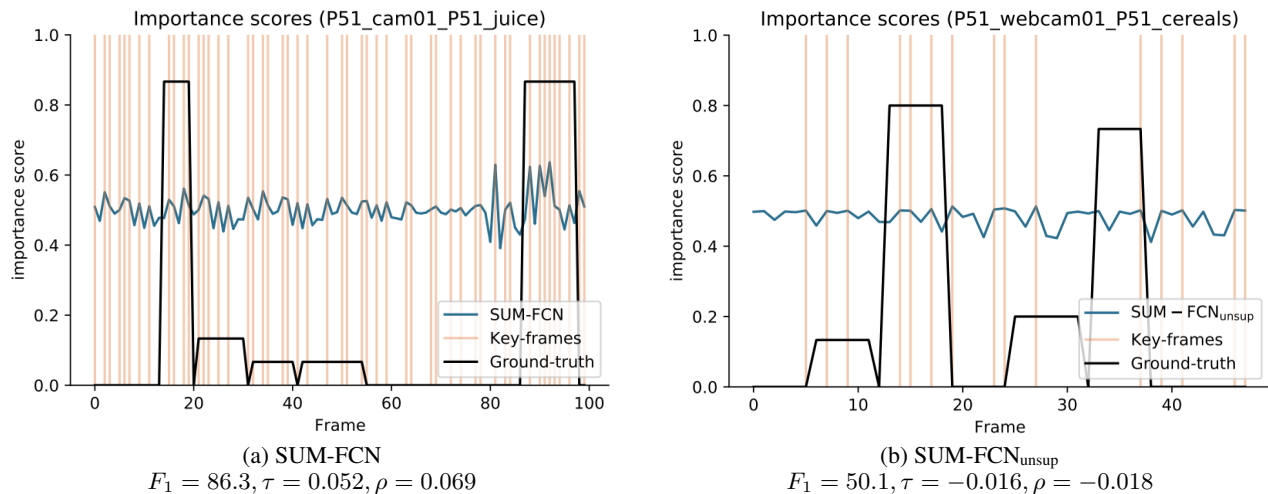 Importance scores (P51_cam01_P51_juice)
1.0
0.8
0.6
0.4
0.2
0.0
importance score
0 20 40 60 80 100
Frame
SUM-FCN
Key-frames
Ground-truth
(a) SUM-FCN
F₁ = 86.3, τ = 0.052, ρ = 0.069
Importance scores (P51_webcam01_P51_cereals)
1.0
0.8
0.6
0.4
0.2
0.0
importance score
0 10 20 30 40
Frame
SUM − FCNunsup
Key-frames
Ground-truth
(b) SUM-FCNunsup
F₁ = 50.1, τ = −0.016, ρ = −0.018